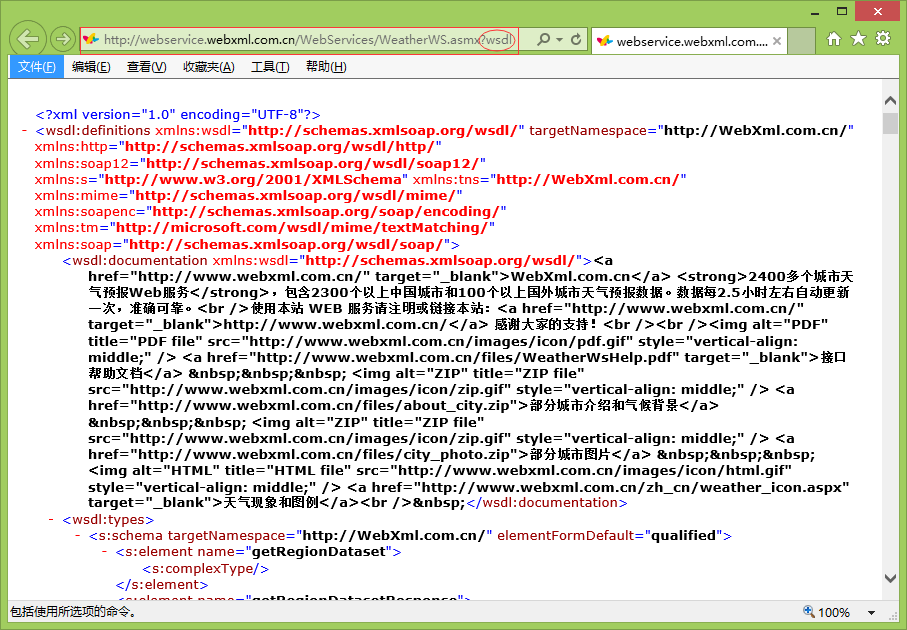 http://webservice.webxml.com.cn/WebServices/WeatherWS.asmx?wsdl
webservice.webxml.com....
文件(F) 编辑(E) 查看(V) 收藏夹(A) 工具(T) 帮助(H)
<?xml version="1.0" encoding="UTF-8"?>
- <wsdl:definitions xmlns:wsdl="http://schemas.xmlsoap.org/wsdl/" targetNamespace="http://WebXml.com.cn/"
xmlns:http="http://schemas.xmlsoap.org/wsdl/http/"
xmlns:soap12="http://schemas.xmlsoap.org/wsdl/soap12/"
xmlns:s="http://www.w3.org/2001/XMLSchema" xmlns:tns="http://WebXml.com.cn/"
xmlns:mime="http://schemas.xmlsoap.org/wsdl/mime/"
xmlns:soapenc="http://schemas.xmlsoap.org/soap/encoding/"
xmlns:tm="http://microsoft.com/wsdl/mime/textMatching/"
xmlns:soap="http://schemas.xmlsoap.org/wsdl/soap/">
<wsdl:documentation xmlns:wsdl="http://schemas.xmlsoap.org/wsdl/"><a
href="http://www.webxml.com.cn/" target="_blank">WebXml.com.cn</a> <strong>2400多个城市天
气预报Web服务</strong>，包含2300个以上中国城市和100个以上国外城市天气预报数据。数据每2.5小时左右自动更新
一次，准确可靠。<br />使用本站 WEB 服务请注明或链接本站：<a href="http://www.webxml.com.cn/"
target="_blank">http://www.webxml.com.cn/</a> 感谢大家的支持！<br /><br /><img alt="PDF"
title="PDF file" src="http://www.webxml.com.cn/images/icon/pdf.gif" style="vertical-align:
middle;" /> <a href="http://www.webxml.com.cn/files/WeatherWsHelp.pdf" target="_blank">接口
帮助文档</a> &nbsp;&nbsp;&nbsp; <img alt="ZIP" title="ZIP file"
src="http://www.webxml.com.cn/images/icon/zip.gif" style="vertical-align: middle;" /> <a
href="http://www.webxml.com.cn/files/about_city.zip">部分城市介绍和气候背景</a>
&nbsp;&nbsp;&nbsp; <img alt="ZIP" title="ZIP file"
src="http://www.webxml.com.cn/images/icon/zip.gif" style="vertical-align: middle;" /> <a
href="http://www.webxml.com.cn/files/city_photo.zip">部分城市图片</a> &nbsp;&nbsp;&nbsp;
<img alt="HTML" title="HTML file" src="http://www.webxml.com.cn/images/icon/html.gif"
style="vertical-align: middle;" /> <a href="http://www.webxml.com.cn/zh_cn/weather_icon.aspx"
target="_blank">天气现象和图例</a><br />&nbsp;</wsdl:documentation>
- <wsdl:types>
- <s:schema targetNamespace="http://WebXml.com.cn/" elementFormDefault="qualified">
- <s:element name="getRegionDataset">
<s:complexType/>
</s:element>
<s:element name="getRegionDatasetResponse">
包括使用所选项的命令。
100%